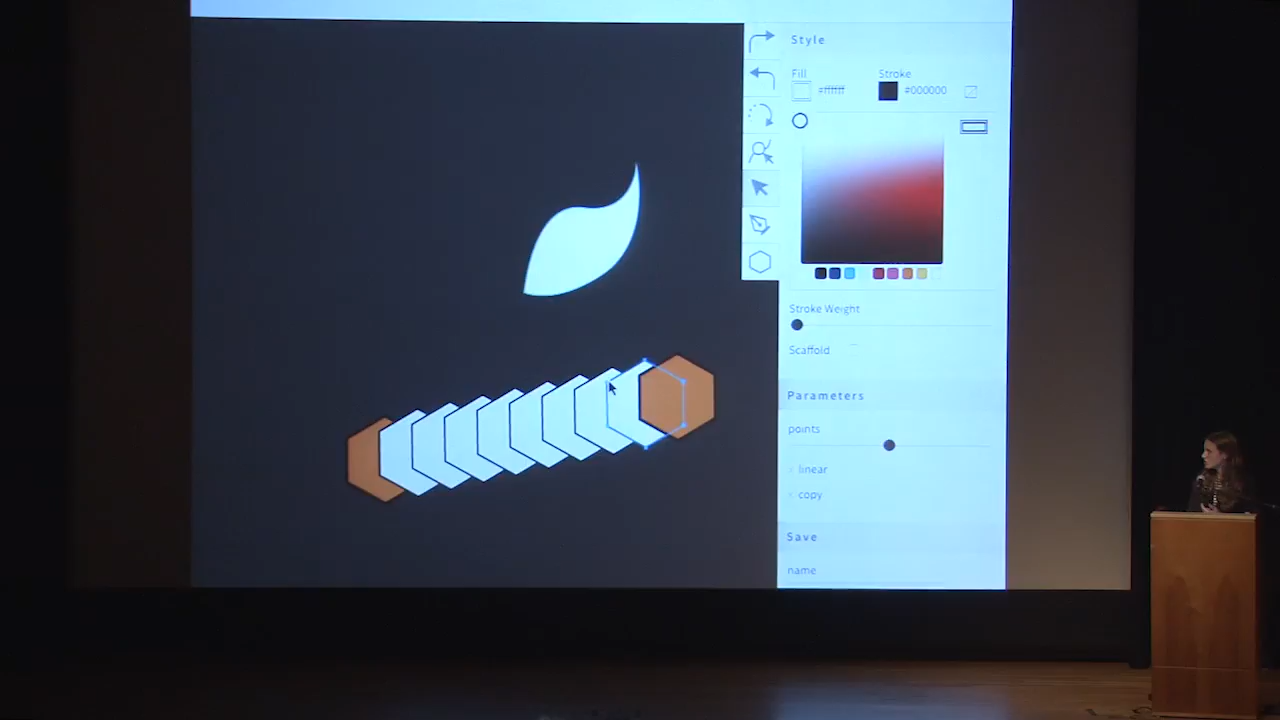 Style
Fill
Stroke
#ffffff
#000000
Stroke Weight
Scaffold
Parameters
points
linear
copy
Save
name